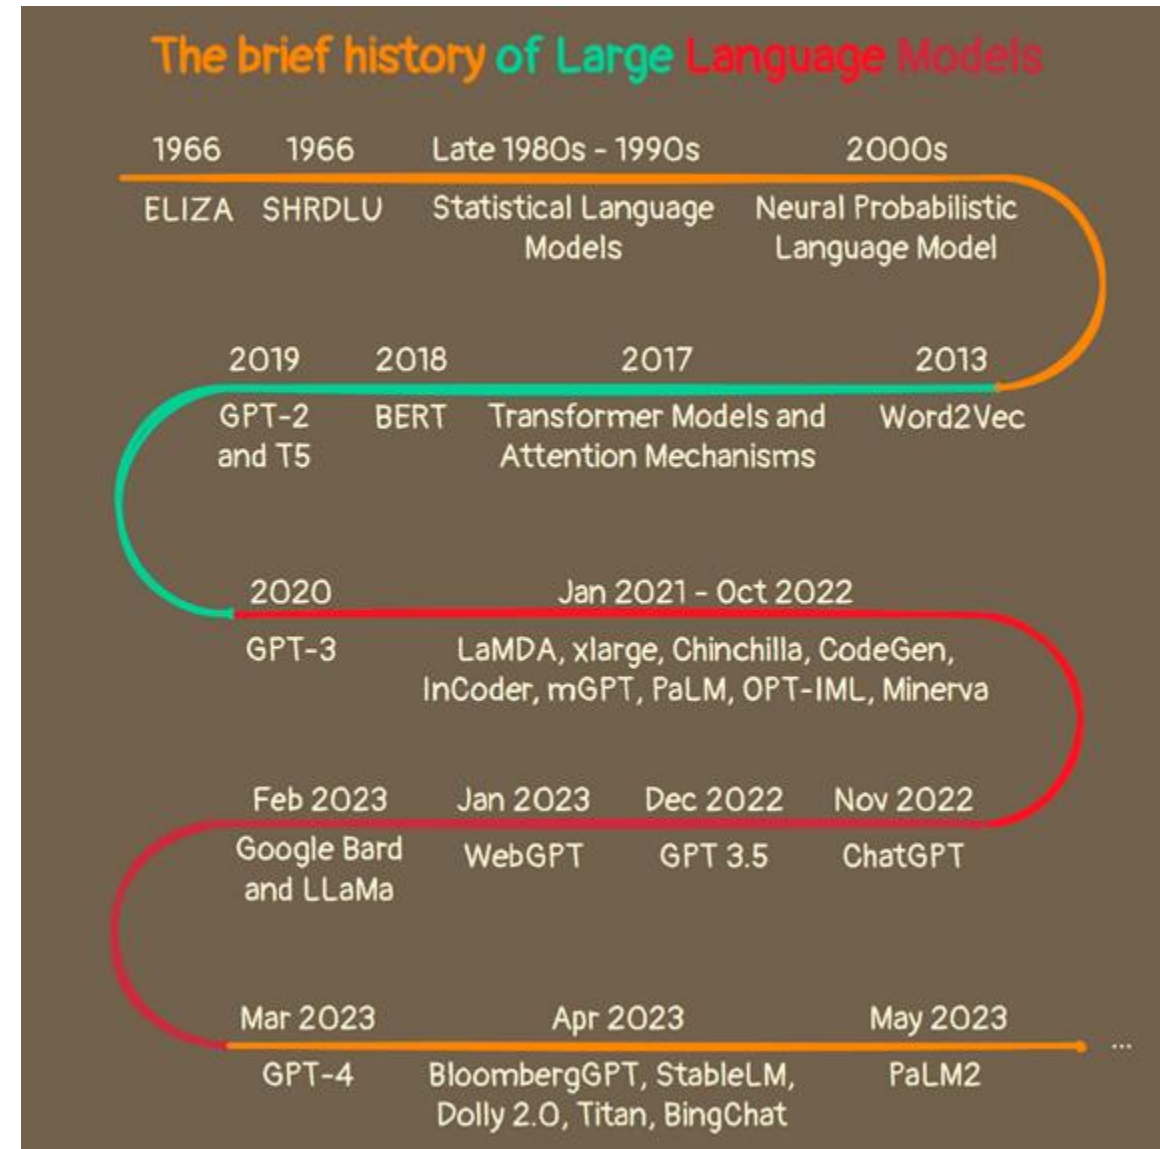 The brief history of Large Language Models
1966 1966 Late 1980s - 1990s 2000s
ELIZA SHRDLU Statistical Language Neural Probabilistic
Models Language Model
2019 2018 2017 2013
GPT-2 BERT Transformer Models and Word2Vec
and T5 Attention Mechanisms
2020 Jan 2021 - Oct 2022
GPT-3 LaMDA, xlarge, Chinchilla, CodeGen,
InCoder, mGPT, PaLM, OPT-IML, Minerva
Feb 2023 Jan 2023 Dec 2022 Nov 2022
Google Bard WebGPT GPT 3.5 ChatGPT
and LLaMa
Mar 2023 Apr 2023 May 2023 ...
GPT-4 BloombergGPT, StableLM, PaLM2
Dolly 2.0, Titan, BingChat